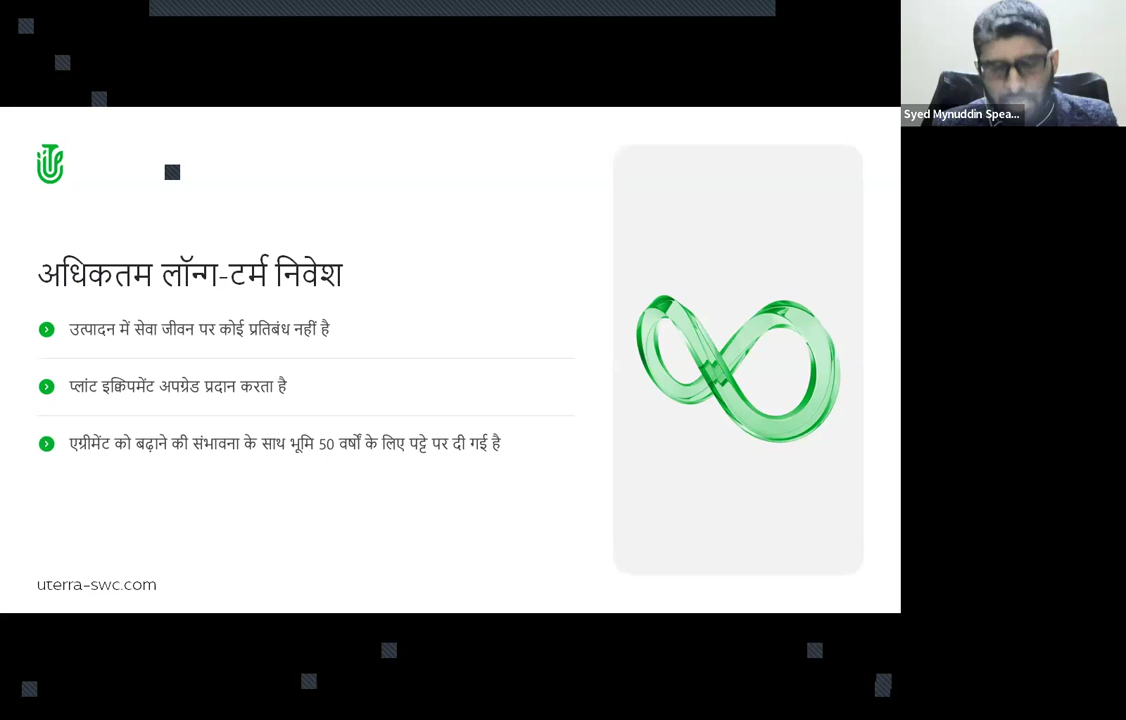 Syed Mynuddin Spea...
अधिकतम लॉन्ग-टर्म निवेश
उत्पादन में सेवा जीवन पर कोई प्रतिबंध नहीं है
प्लांट इक्विपमेंट अपग्रेड प्रदान करता है
एग्रीमेंट को बढ़ाने की संभावना के साथ भूमि 50 वर्षों के लिए पट्टे पर दी गई है
uterra-swc.com